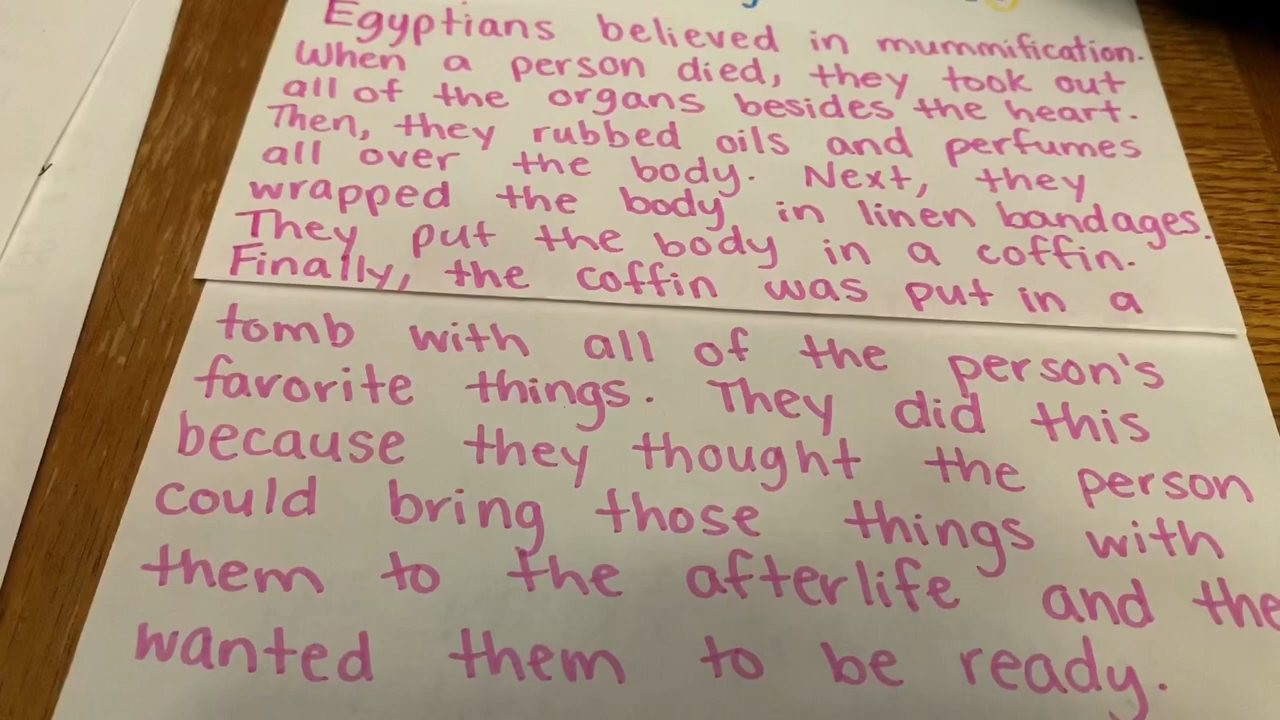 Egyptians believed in mummification.
When a person died, they took out
all of the organs besides the heart.
Then, they rubbed oils and perfumes
all over the body. Next, they
wrapped the body in linen bandages.
They put the body in a coffin.
Finally, the coffin was put in a
tomb with all of the person's
favorite things. They did this
because they thought the person
could bring those things with
them to the afterlife and the
wanted them to be ready.